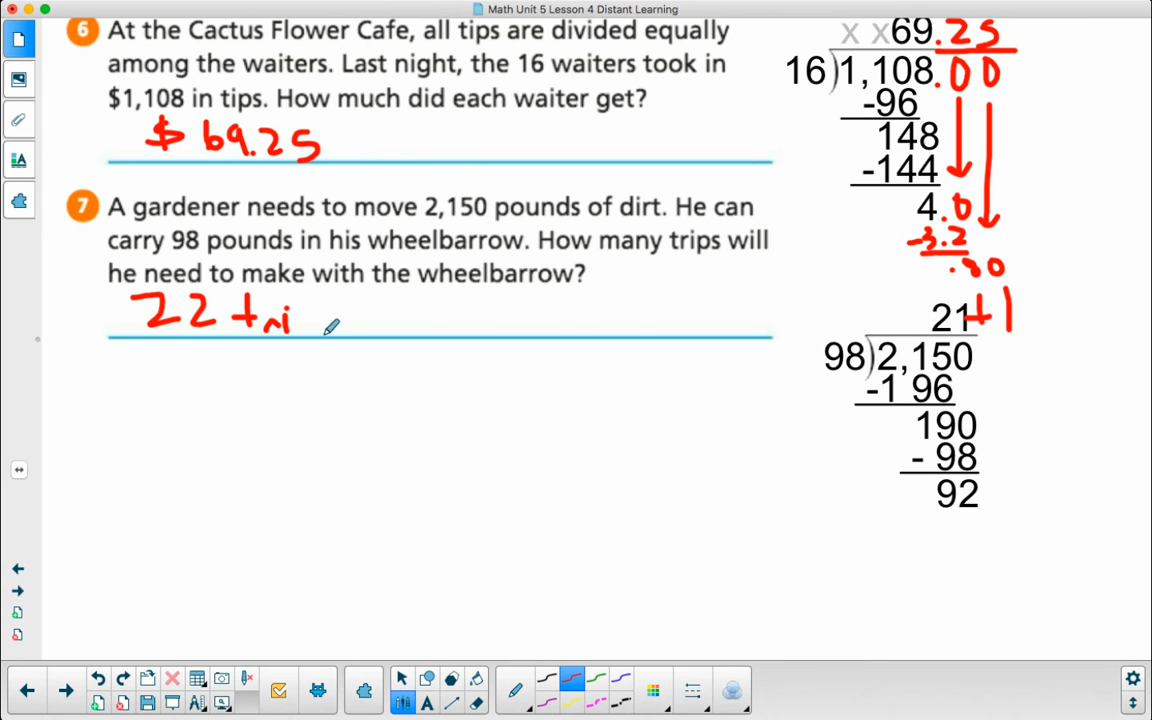 Math Unit 5 Lesson 4 Distant Learning
6 At the Cactus Flower Cafe, all tips are divided equally
among the waiters. Last night, the 16 waiters took in
$1,108 in tips. How much did each waiter get?
$ 69.25
7 A gardener needs to move 2,150 pounds of dirt. He can
carry 98 pounds in his wheelbarrow. How many trips will
he need to make with the wheelbarrow?
22 tri
x x69.25
16)1,108.00
-96
148
-144
4.0
-3.2
.80
21+1
98)2,150
-1 96
190
- 98
92